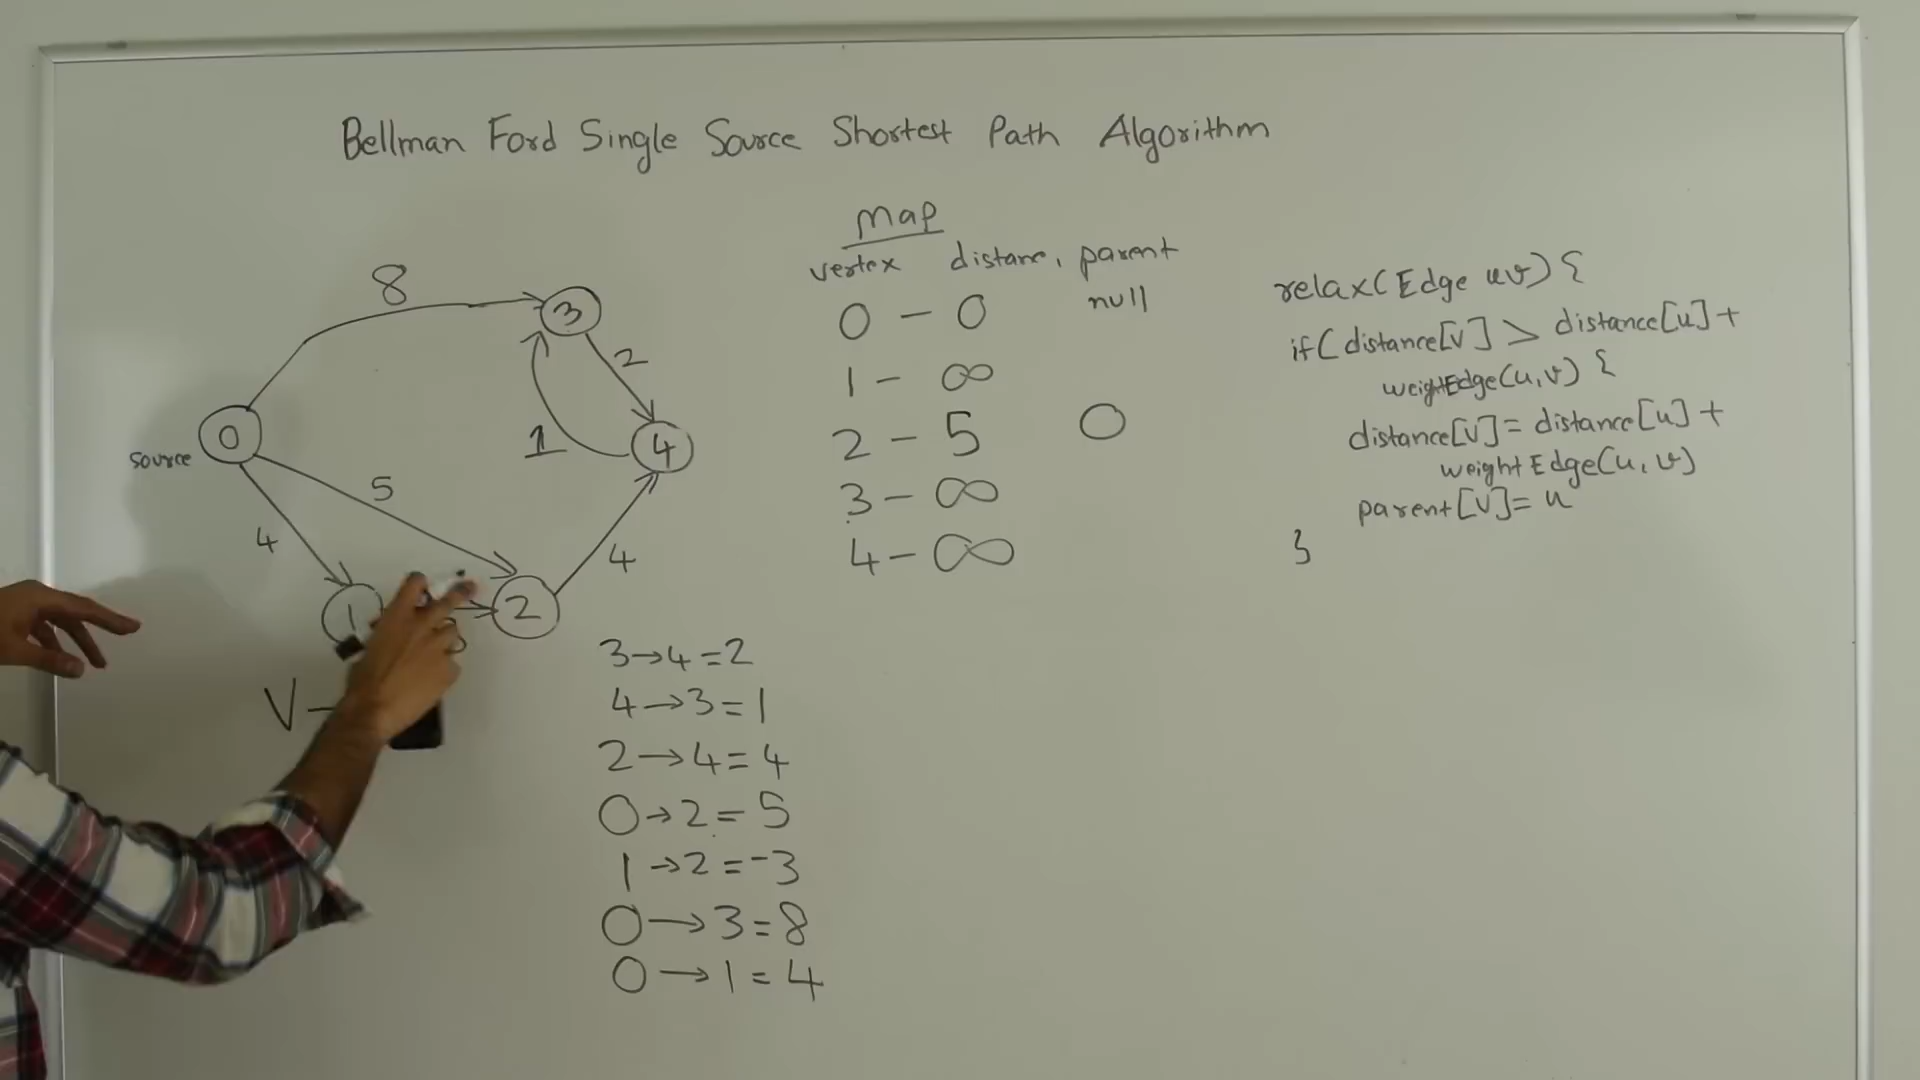 Bellman Ford Single Source Shortest Path Algorithm
Map
vertex distanc, parent
0 - 0 null
1 - ∞
2 - 5 0
3 - ∞
4 - ∞
relax(Edge uv) {
if( distance[v] > distance[u] +
weightEdge(u,v) {
distance[v] = distance[u] +
weightEdge(u,v)
parent[v] = u
}
8
3
2
0
source
1
4
5
4
4
1
2
3
V -
3→4=2
4→3=1
2→4=4
0→2=5
1→2=-3
0→3=8
0→1=4